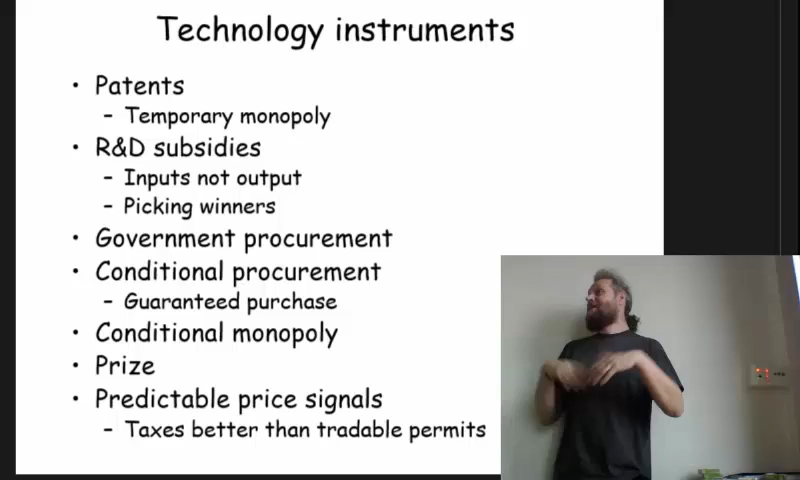 Technology instruments
• Patents
– Temporary monopoly
• R&D subsidies
– Inputs not output
– Picking winners
• Government procurement
• Conditional procurement
– Guaranteed purchase
• Conditional monopoly
• Prize
• Predictable price signals
– Taxes better than tradable permits